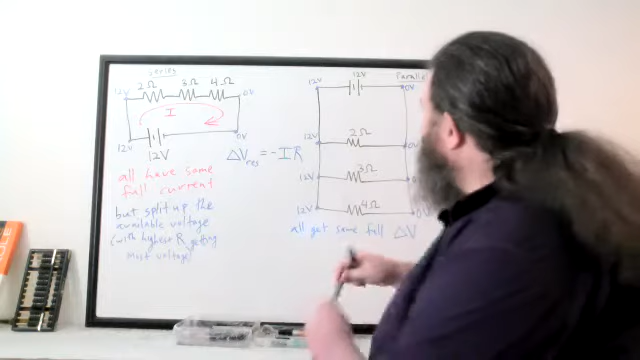 series
2Ω 3Ω 4Ω
12V 0V
I
12V 0V
12V
ΔVres = -IR
all have same
full current
but split up the
available voltage
(with highest R getting
most voltage)
12V Parallel
12V 0V
2Ω
12V 0V
3Ω
12V 0V
4Ω
12V 0V
all get same full ΔV